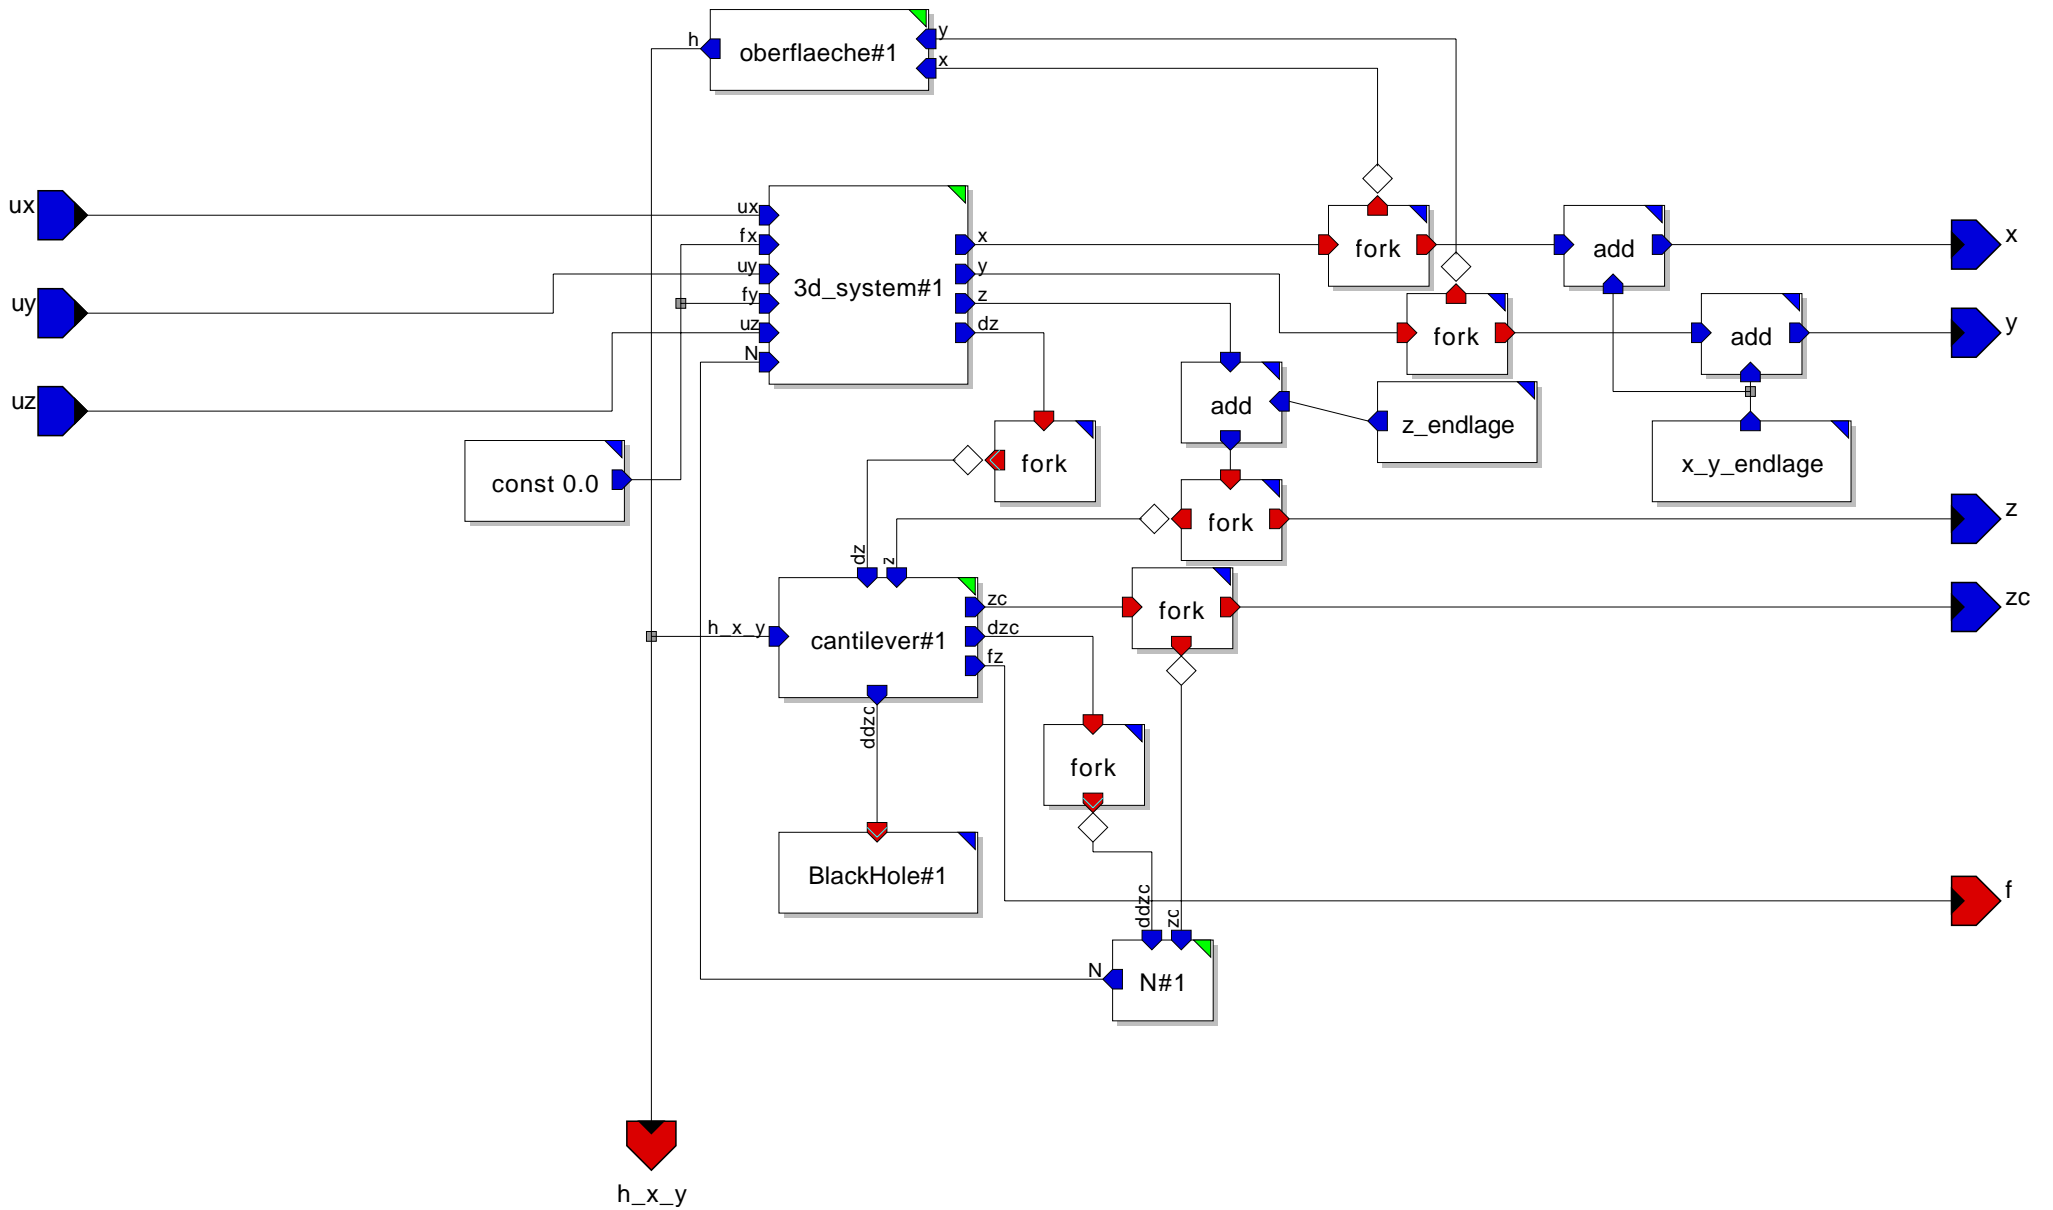 h
oberflaeche#1
y
x
ux
ux
fx
uy
fy
uz
N
3d_system#1
x
y
z
dz
fork
add
x
uy
fork
add
y
uz
add
z_endlage
x_y_endlage
const 0.0
fork
fork
z
dz
z
h_x_y
cantilever#1
zc
dzc
fz
fork
zc
ddzc
fork
BlackHole#1
f
ddzc
zc
N
N#1
h_x_y